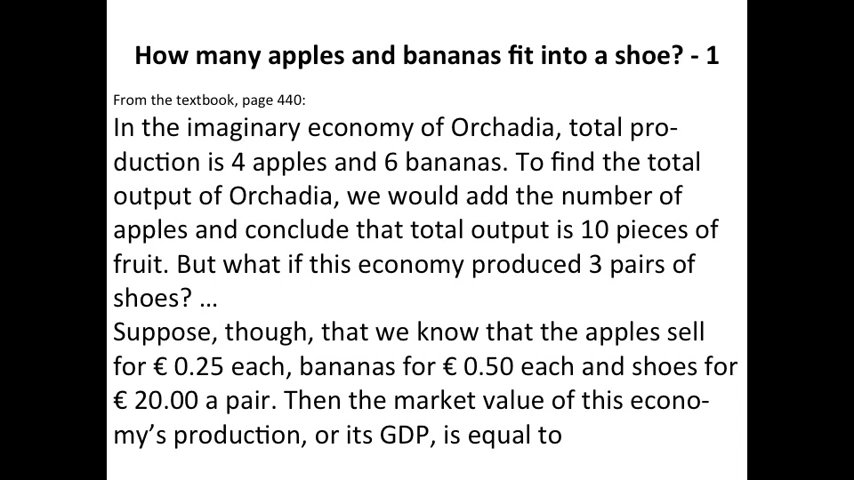 How many apples and bananas fit into a shoe? - 1
From the textbook, page 440:
In the imaginary economy of Orchadia, total pro-
duction is 4 apples and 6 bananas. To find the total
output of Orchadia, we would add the number of
apples and conclude that total output is 10 pieces of
fruit. But what if this economy produced 3 pairs of
shoes? ...
Suppose, though, that we know that the apples sell
for € 0.25 each, bananas for € 0.50 each and shoes for
€ 20.00 a pair. Then the market value of this econo-
my’s production, or its GDP, is equal to